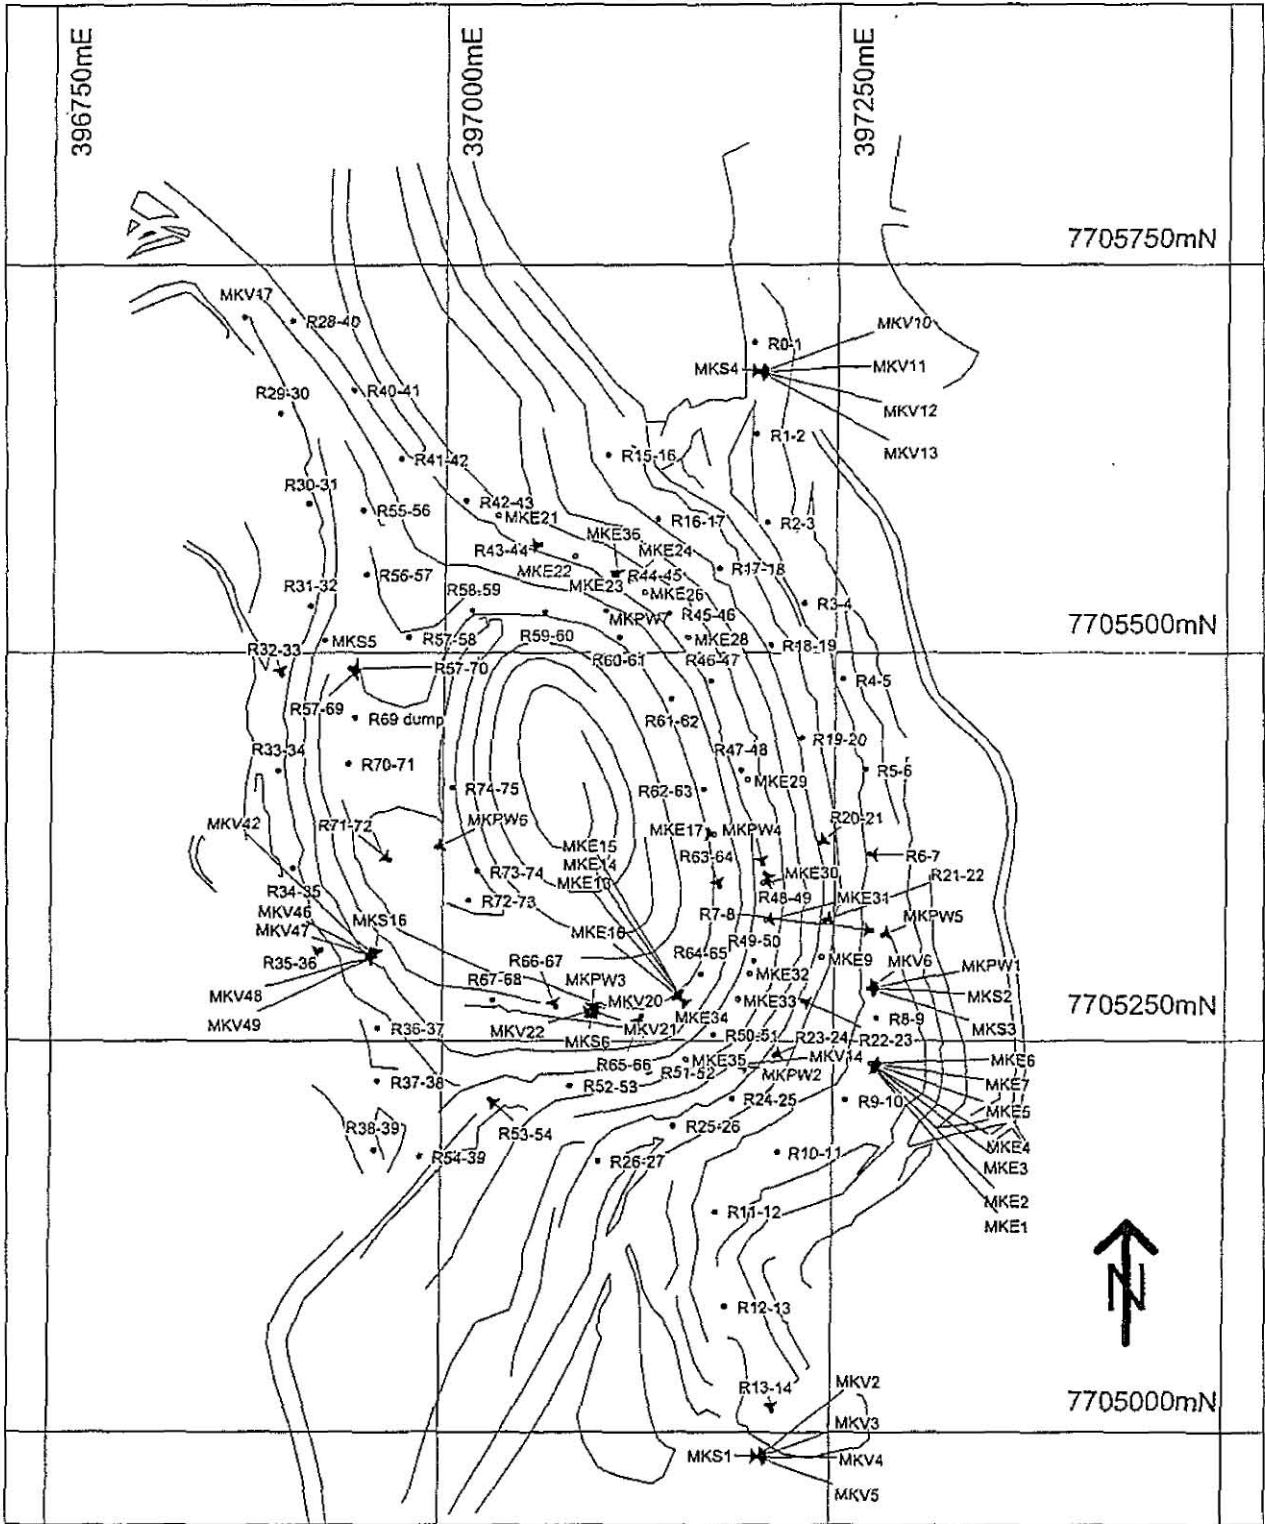 396750mE
397000mE
397250mE
7705750mN
MKV17
R28-40
MKV10
R0-1
MKS4
MKV11
R40-41
R29-30
MKV12
R1-2
MKV13
R41-42
R15-16
R30-31
R42-43
R55-56
MKE21
R16-17
R2-3
MKE36
R43-44
MKE24
MKE22
R44-45
R17-18
R56-57
MKE23
R31-32
R58-59
MKE26
R3-4
MKPW7
R45-46
7705500mN
R57-58
R59-60
MKE28
MKS5
R18-19
R32-33
R60-61
R57-70
R46-47
R4-5
R57-69
R69 dump
R61-62
R19-20
R33-34
R47-48
R70-71
R5-6
MKE29
R74-75
R62-63
MKV42
R71-72
MKPW6
MKE17
MKPW4
R20-21
MKE15
R63-64
R6-7
MKE14
R73-74
MKE30
R21-22
MKE13
R34-35
R48-49
MKE31
R72-73
MKV46
MKS16
R7-8
MKPW5
MKV47
MKE16
R49-50
R35-36
R64-65
MKE9
MKV6
R66-67
MKPW1
MKE32
MKPW3
MKV48
R67-68
MKV20
MKE33
MKS2
7705250mN
MKE34
MKS3
R8-9
MKV49
R36-37
MKV22
MKV21
MKS6
R50-51
R23-24
R22-23
R65-66
MKE35
MKV14
MKE6
R51-52
MKPW2
R37-38
R52-53
MKE7
R24-25
R9-10
MKE5
R38-39
R53-54
R25-26
MKE4
R54-39
R26-27
R10-11
MKE3
MKE2
R11-12
MKE1
N
R12-13
R13-14
MKV2
7705000mN
MKV3
MKS1
MKV4
MKV5